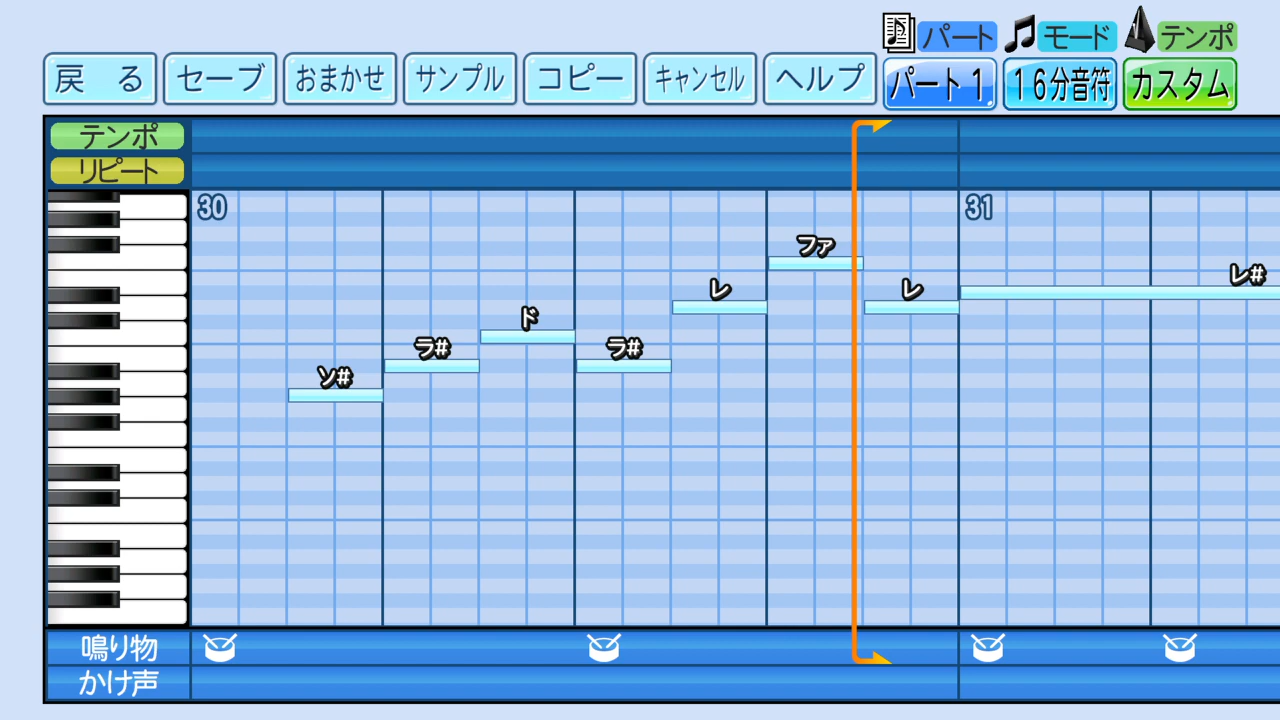 パート モード テンポ
戻る セーブ おまかせ サンプル コピー キャンセル ヘルプ パート1 16分音符 カスタム
テンポ
リピート
30 31
ファ
レ#
レ レ
ド
ラ# ラ#
ソ#
鳴り物
かけ声